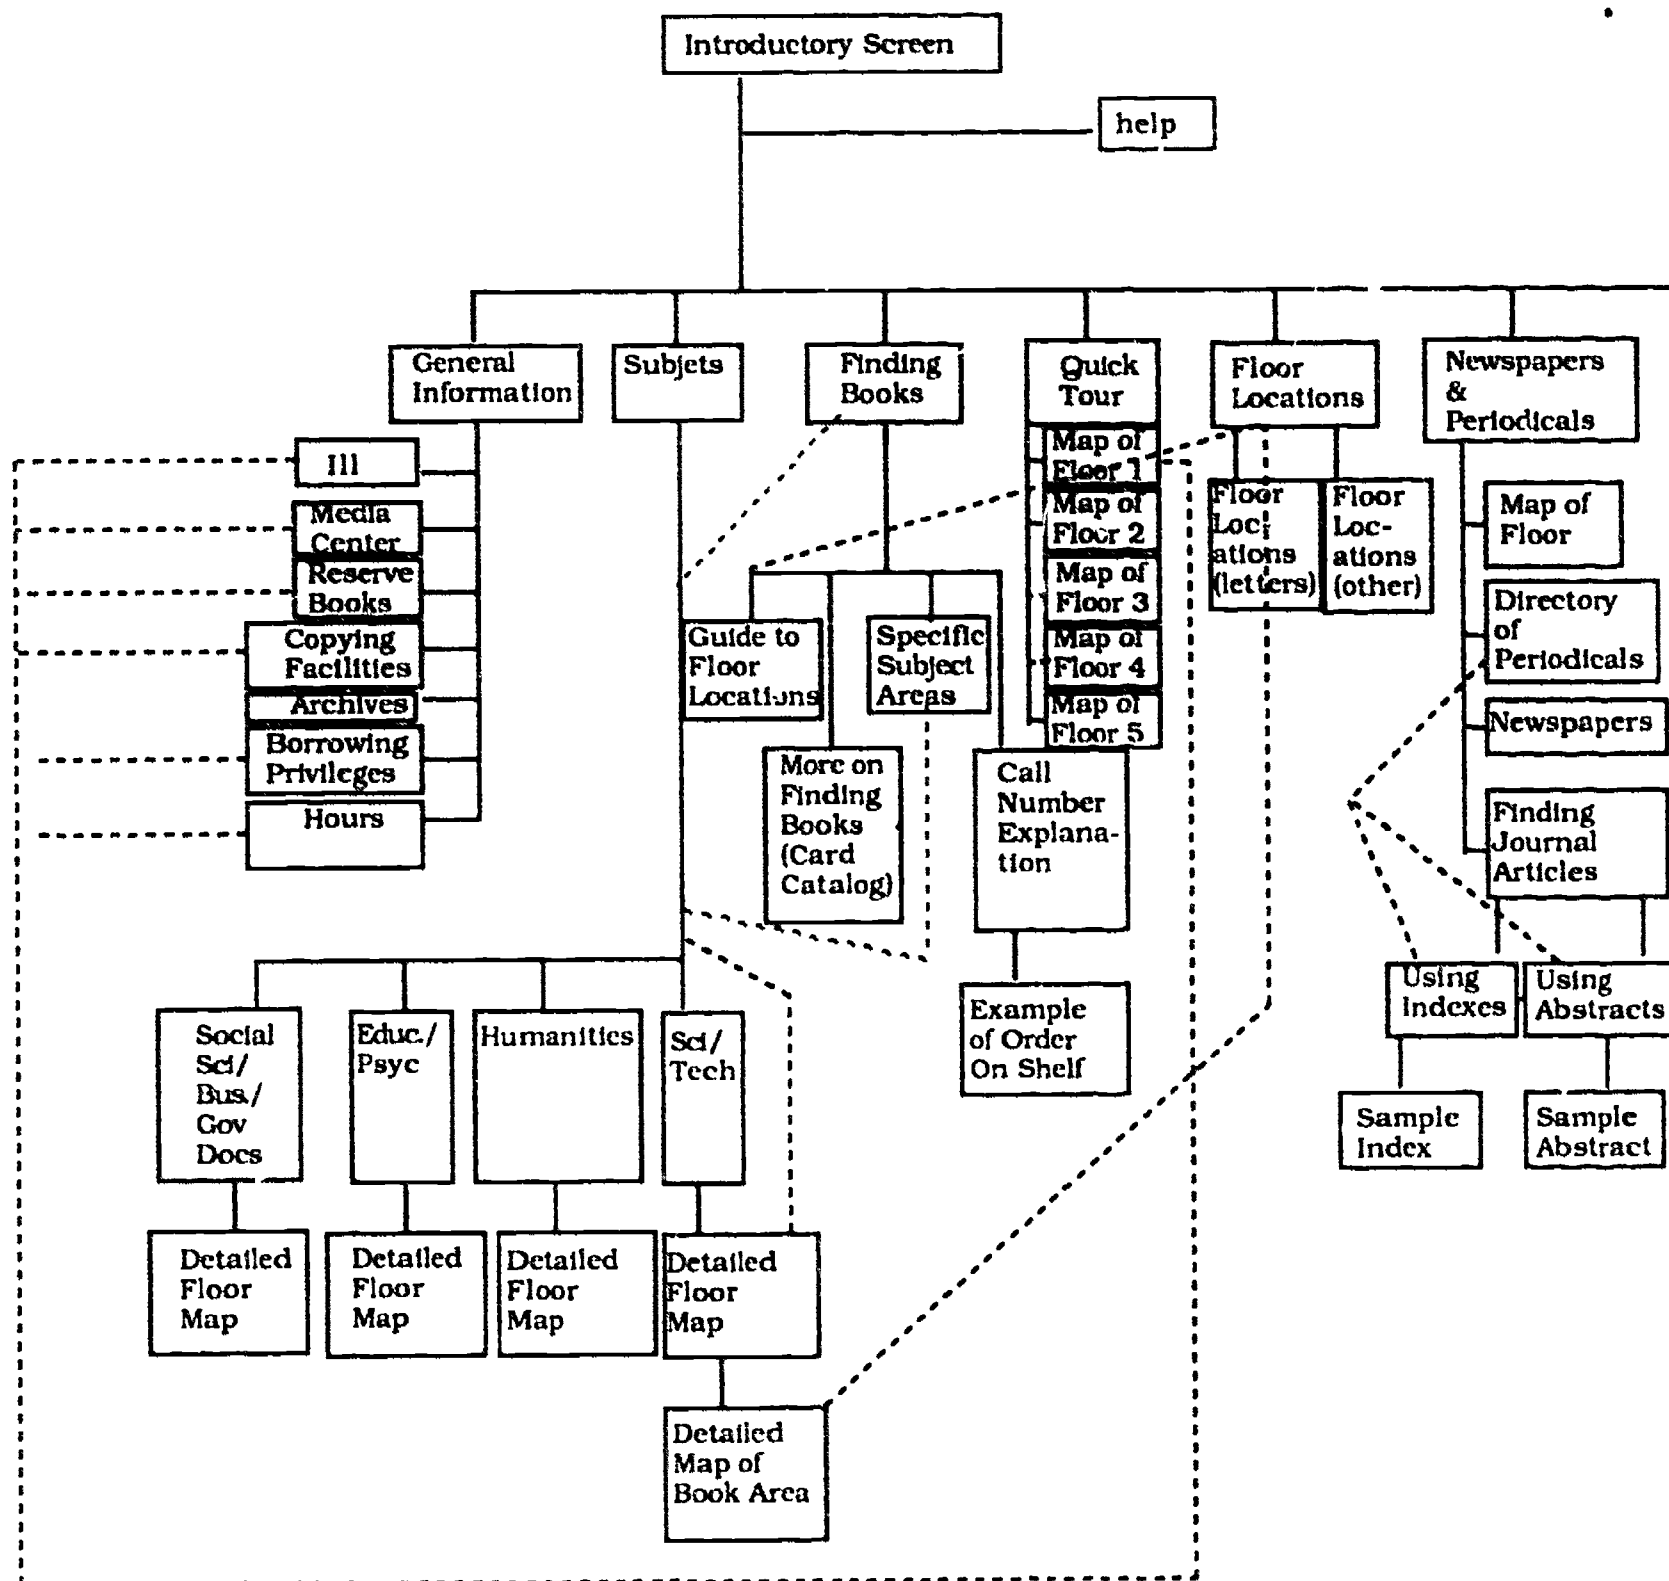 Introductory Screen
help
General
Information
Subjets
Finding
Books
Quick
Tour
Floor
Locations
Newspapers
&
Periodicals
Ill
Media
Center
Reserve
Books
Copying
Facilities
Archives
Borrowing
Privileges
Hours
Map of
Floor 1
Map of
Floor 2
Map of
Floor 3
Map of
Floor 4
Map of
Floor 5
Floor
Loc-
ations
(letters)
Floor
Loc-
ations
(other)
Map of
Floor
Directory
of
Periodicals
Newspapers
Finding
Journal
Articles
Guide to
Floor
Locations
Specific
Subject
Areas
More on
Finding
Books
(Card
Catalog)
Call
Number
Explana-
tion
Example
of Order
On Shelf
Using
Indexes
Using
Abstracts
Sample
Index
Sample
Abstract
Social
Sci/
Bus./
Gov
Docs
Educ./
Psyc
Humanities
Sci/
Tech
Detailed
Floor
Map
Detailed
Floor
Map
Detailed
Floor
Map
Detailed
Floor
Map
Detailed
Map of
Book Area